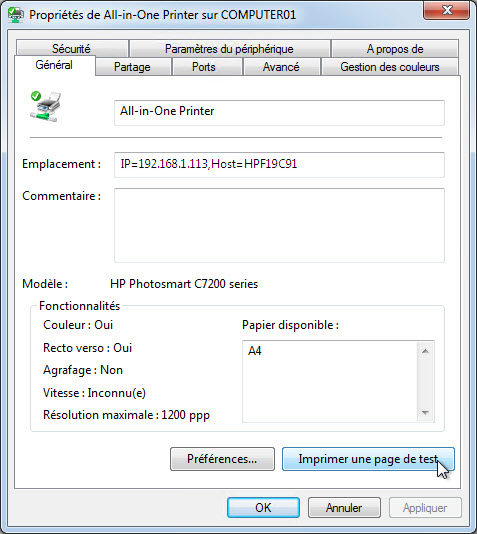 Propriétés de All-in-One Printer sur COMPUTER01
Sécurité Paramètres du périphérique A propos de
Général Partage Ports Avancé Gestion des couleurs
All-in-One Printer
Emplacement : IP=192.168.1.113,Host=HPF19C91
Commentaire :
Modèle : HP Photosmart C7200 series
Fonctionnalités
Couleur : Oui Papier disponible :
Recto verso : Oui A4
Agrafage : Non
Vitesse : Inconnu(e)
Résolution maximale : 1200 ppp
Préférences... Imprimer une page de test
OK Annuler Appliquer